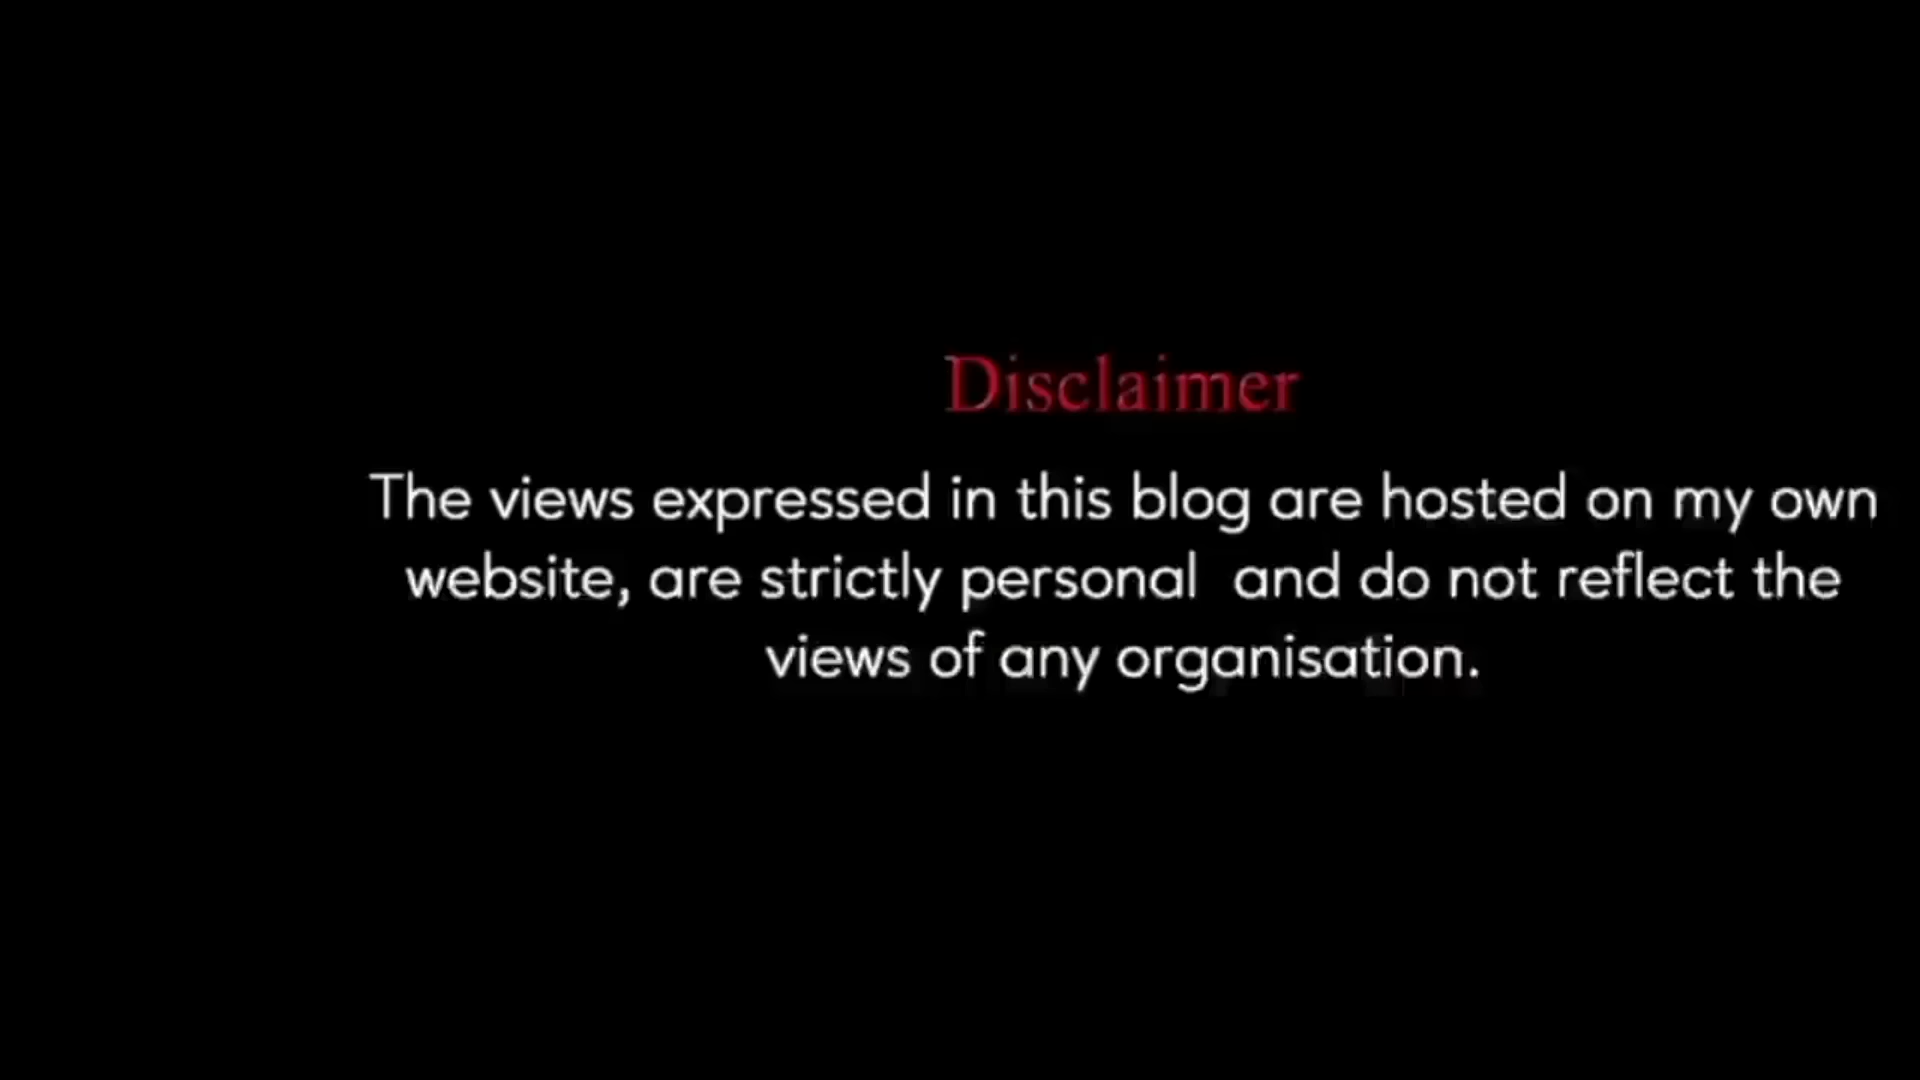 Disclaimer
The views expressed in this blog are hosted on my own
website, are strictly personal  and do not reflect the
views of any organisation.